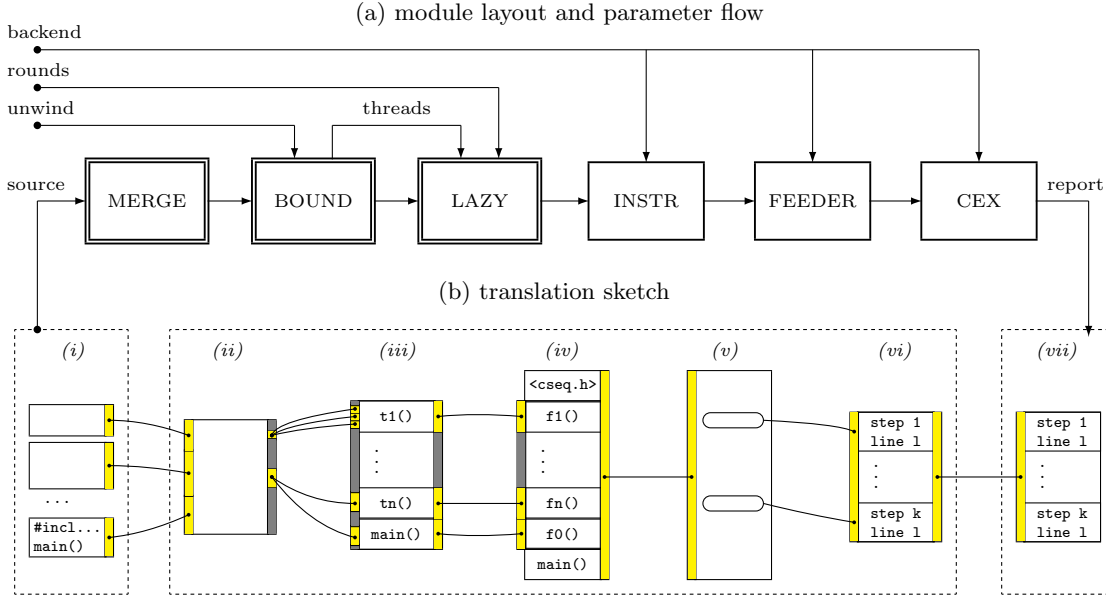 (a) module layout and parameter flow
backend
rounds
unwind
threads
source
MERGE
BOUND
LAZY
INSTR
FEEDER
CEX
report
(b) translation sketch
(i)
(ii)
(iii)
(iv)
(v)
(vi)
(vii)
...
#incl...
main()
t1()
.
.
.
tn()
main()
<cseq.h>
f1()
.
.
.
fn()
f0()
main()
step 1
line l
.
.
.
step k
line l
step 1
line l
.
.
.
step k
line l